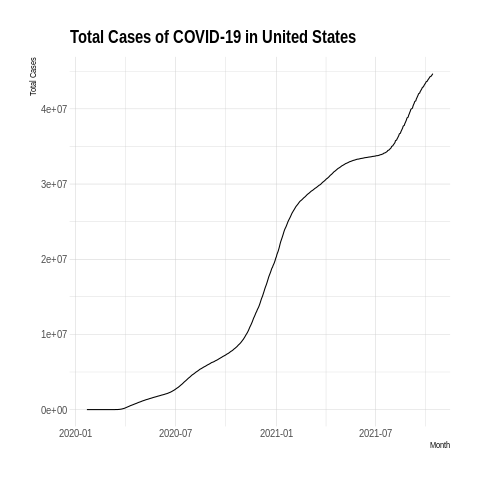 Total Cases of COVID-19 in United States
Total Cases
4e+07
3e+07
2e+07
1e+07
0e+00
2020-01 2020-07 2021-01 2021-07
Month